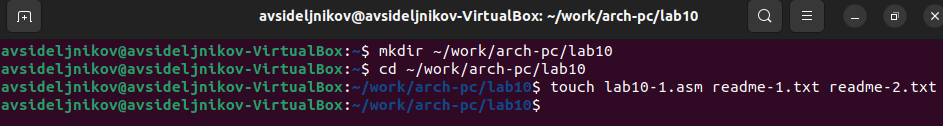 avsideljnikov@avsideljnikov-VirtualBox: ~/work/arch-pc/lab10
avsideljnikov@avsideljnikov-VirtualBox:~$ mkdir ~/work/arch-pc/lab10
avsideljnikov@avsideljnikov-VirtualBox:~$ cd ~/work/arch-pc/lab10
avsideljnikov@avsideljnikov-VirtualBox:~/work/arch-pc/lab10$ touch lab10-1.asm readme-1.txt readme-2.txt
avsideljnikov@avsideljnikov-VirtualBox:~/work/arch-pc/lab10$